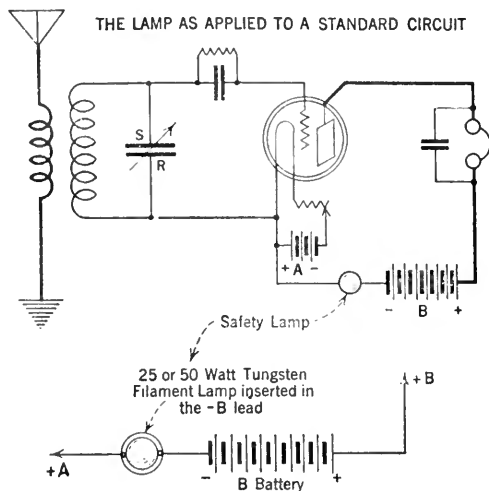 THE LAMP AS APPLIED TO A STANDARD CIRCUIT
S
R
+ A -
- B +
Safety Lamp
25 or 50 Watt Tungsten
Filament Lamp inserted in
the -B lead
+B
+A
- +
B Battery